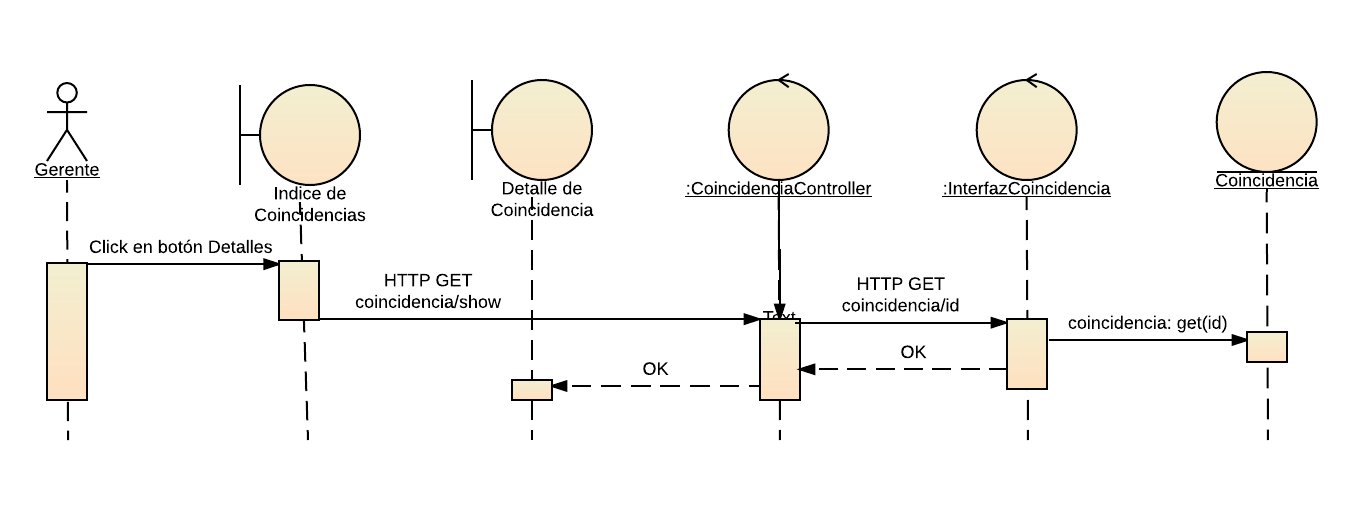 Gerente
Indice de
Coincidencias
Detalle de
Coincidencia
:CoincidenciaController
:InterfazCoincidencia
Coincidencia
Click en botón Detalles
HTTP GET
coincidencia/show
HTTP GET
coincidencia/id
Text
coincidencia: get(id)
OK
OK